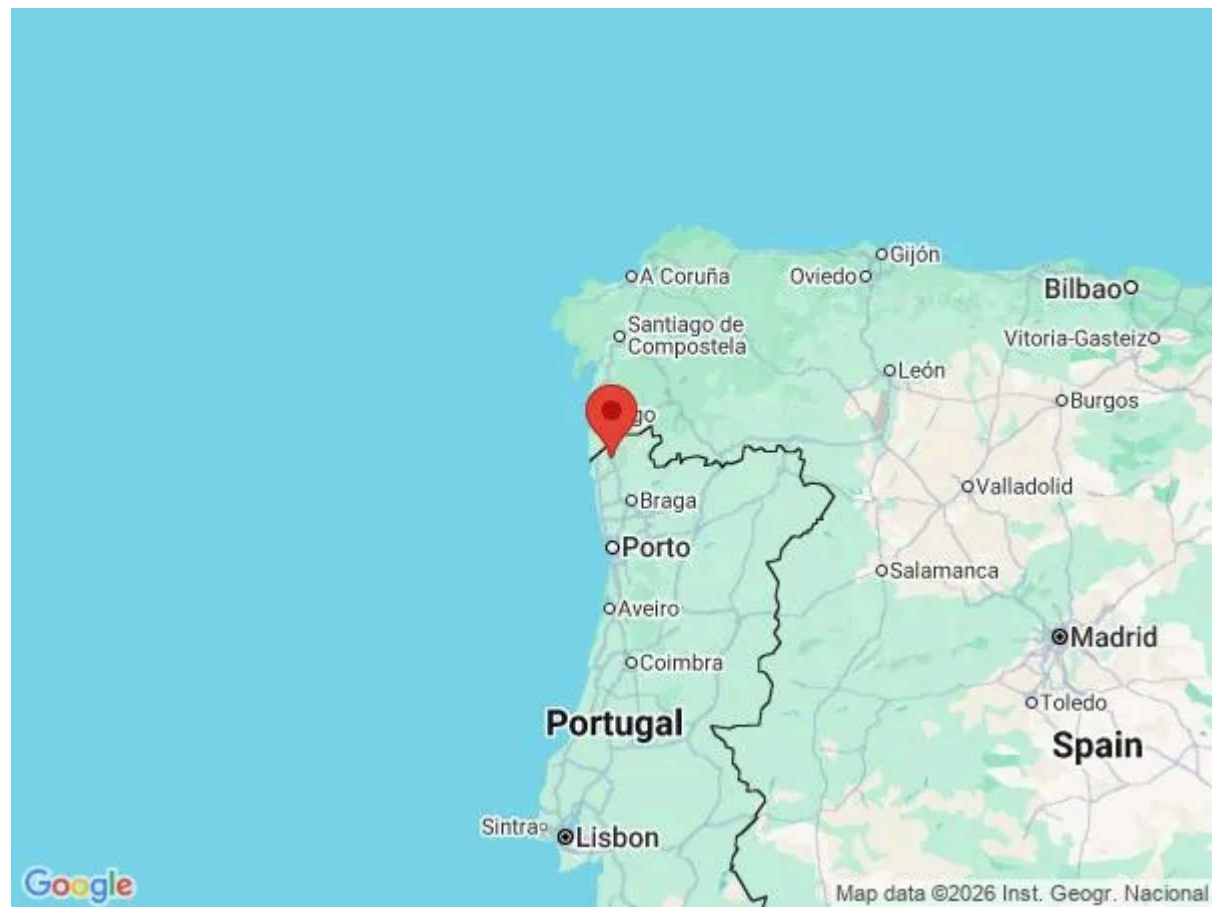 A Coruña
Gijón
Oviedo
Bilbao
Santiago de
Compostela
Vitoria-Gasteiz
León
Burgos
Braga
Valladolid
Porto
Salamanca
Aveiro
Madrid
Coimbra
Toledo
Portugal
Spain
Sintra
Lisbon
Google
Map data ©2026 Inst. Geogr. Nacional